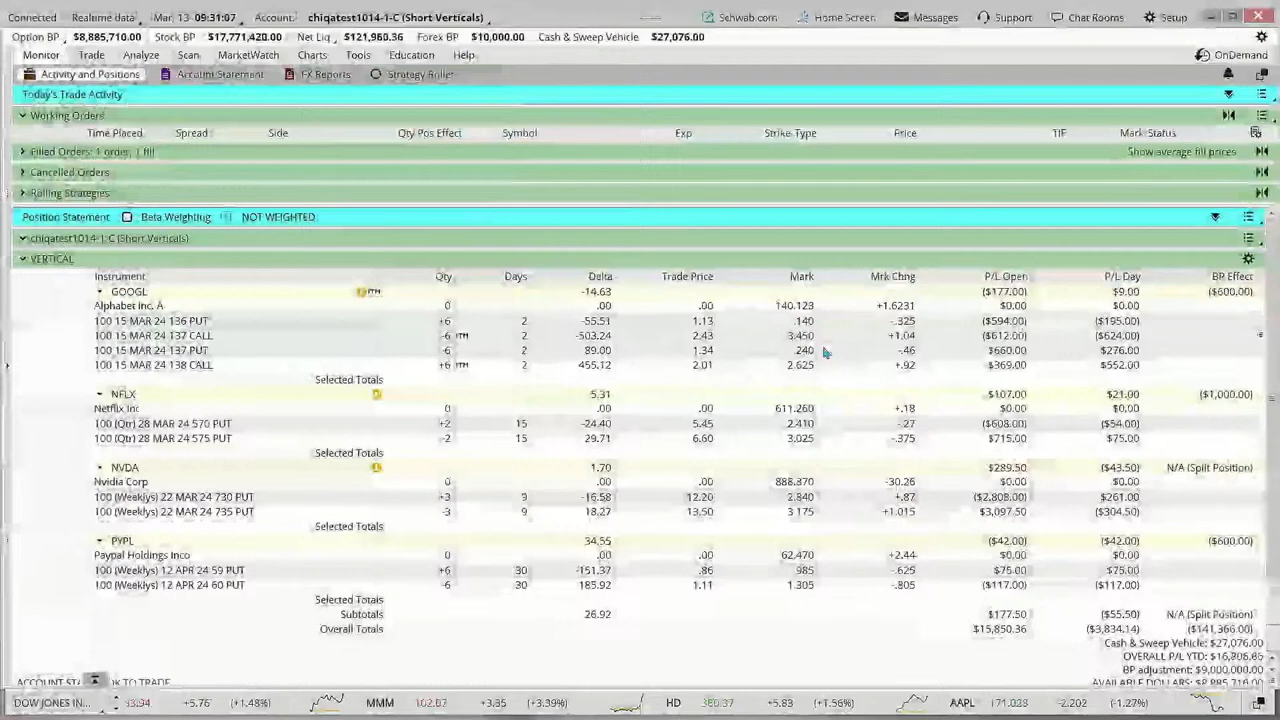 Connected Realtime data Mar, 13 09:31:07 Account: chiqatest1014-1-C (Short Verticals) Schwab.com Home Screen Messages Support Chat Rooms Setup
Option BP $8,885,710.00 Stock BP $17,771,420.00 Net Liq $121,960.36 Forex BP $10,000.00 Cash & Sweep Vehicle $27,076.00
Monitor Trade Analyze Scan MarketWatch Charts Tools Education Help OnDemand
Activity and Positions Account Statement FX Reports Strategy Roller
Today's Trade Activity
Working Orders
Time Placed Spread Side Qty Pos Effect Symbol Exp Strike Type Price TIF Mark Status
Filled Orders: 1 order, 1 fill Show average fill prices
Cancelled Orders
Rolling Strategies
Position Statement Beta Weighting NOT WEIGHTED
chiqatest1014-1-C (Short Verticals)
VERTICAL
Instrument Qty Days Delta Trade Price Mark Mrk Chng P/L Open P/L Day BP Effect
GOOGL ITM -14.63 ($177.00) $9.00 ($600.00)
Alphabet Inc. A 0 .00 .00 140.123 +1.6231 $0.00 $0.00
100 15 MAR 24 136 PUT +6 2 -55.51 1.13 .140 -.325 ($594.00) ($195.00)
100 15 MAR 24 137 CALL -6 ITM 2 -503.24 2.43 3.450 +1.04 ($612.00) ($624.00)
100 15 MAR 24 137 PUT -6 2 89.00 1.34 .240 -.46 $660.00 $276.00
100 15 MAR 24 138 CALL +6 ITM 2 455.12 2.01 2.625 +.92 $369.00 $552.00
Selected Totals
NFLX 5.31 $107.00 $21.00 ($1,000.00)
Netflix Inc 0 .00 .00 611.260 +.18 $0.00 $0.00
100 (Qtr) 28 MAR 24 570 PUT +2 15 -24.40 5.45 2.410 -.27 ($608.00) ($54.00)
100 (Qtr) 28 MAR 24 575 PUT -2 15 29.71 6.60 3.025 -.375 $715.00 $75.00
Selected Totals
NVDA 1.70 $289.50 ($43.50) N/A (Split Position)
Nvidia Corp 0 .00 .00 888.870 -30.26 $0.00 $0.00
100 (Weeklys) 22 MAR 24 730 PUT +3 9 -16.58 12.20 2.840 +.87 ($2,808.00) $261.00
100 (Weeklys) 22 MAR 24 735 PUT -3 9 18.27 13.50 3.175 +1.015 $3,097.50 ($304.50)
Selected Totals
PYPL 34.55 ($42.00) ($42.00) ($600.00)
Paypal Holdings Inco 0 .00 .00 62.470 +2.44 $0.00 $0.00
100 (Weeklys) 12 APR 24 59 PUT +6 30 -151.37 .86 .985 -.625 $75.00 $75.00
100 (Weeklys) 12 APR 24 60 PUT -6 30 185.92 1.11 1.305 -.805 ($117.00) ($117.00)
Selected Totals
Subtotals 26.92 $177.50 ($55.50) N/A (Split Position)
Overall Totals $15,850.36 ($3,834.14) ($141,366.00)
Cash & Sweep Vehicle: $27,076.00
OVERALL P/L YTD:
BP adjustment: $9,000,000.00
AVAILABLE DOLLARS: $8,885,710.00
OK TO TRADE
DOW JONES IN... +5.76 (+1.48%) MMM 102.07 +3.35 (+3.39%) HD 380.37 +5.83 (+1.56%) AAPL -2.202 (-1.27%)